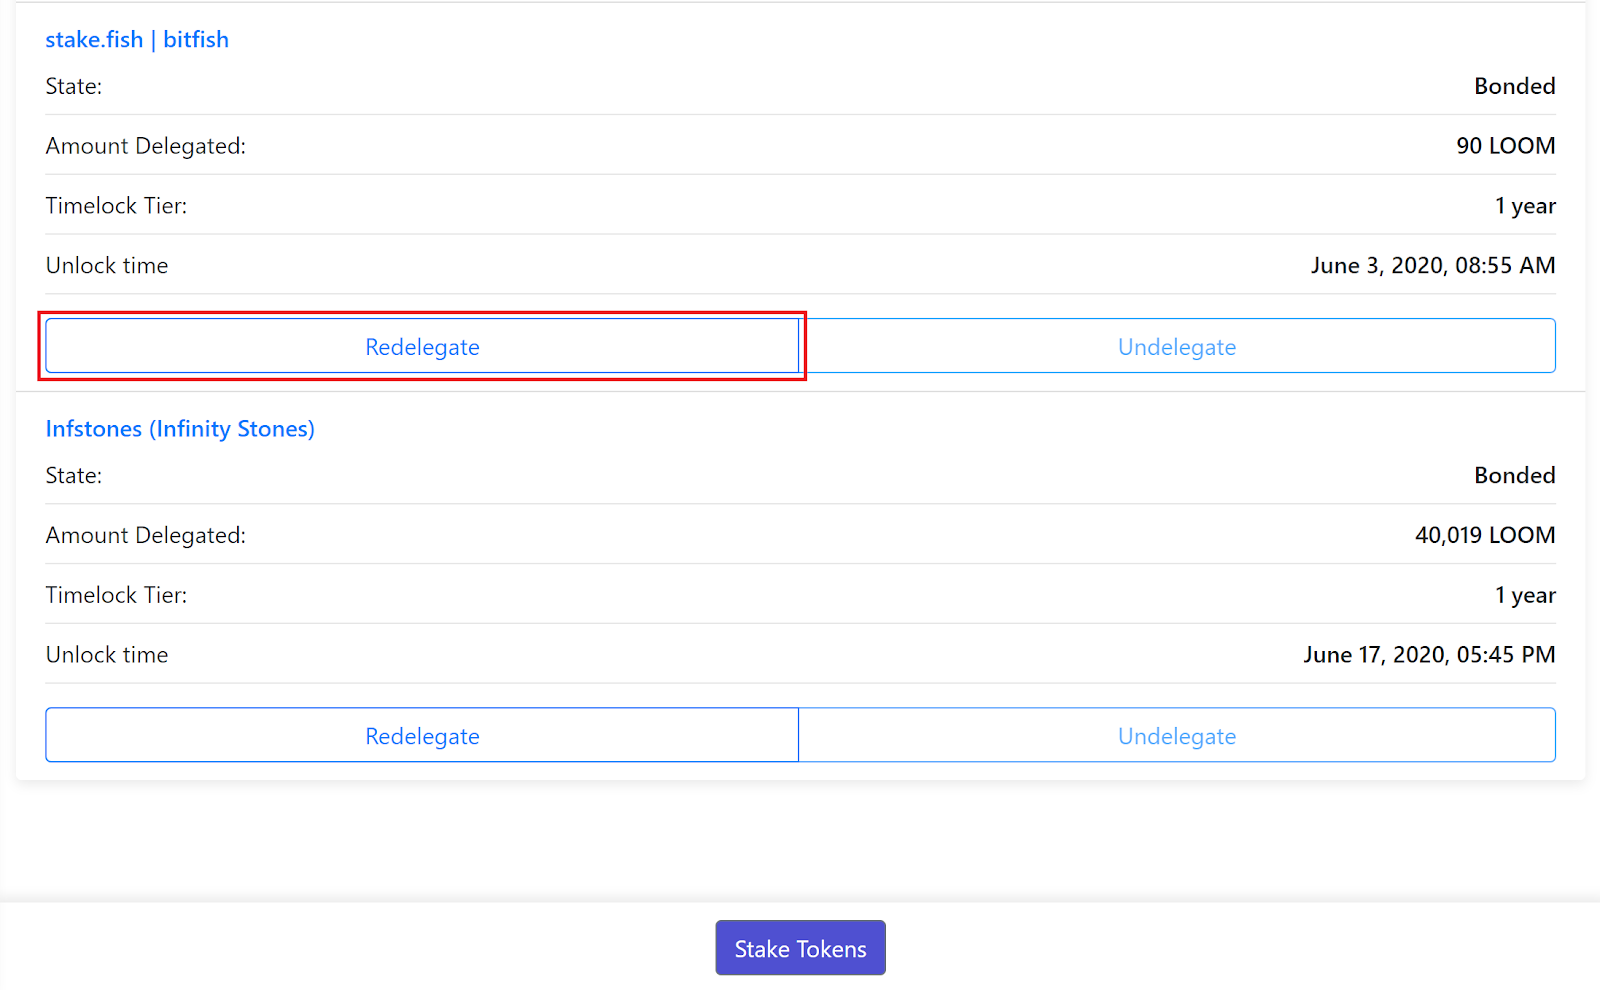 stake.fish | bitfish
State: Bonded
Amount Delegated: 90 LOOM
Timelock Tier: 1 year
Unlock time June 3, 2020, 08:55 AM
Redelegate Undelegate
Infstones (Infinity Stones)
State: Bonded
Amount Delegated: 40,019 LOOM
Timelock Tier: 1 year
Unlock time June 17, 2020, 05:45 PM
Redelegate Undelegate
Stake Tokens